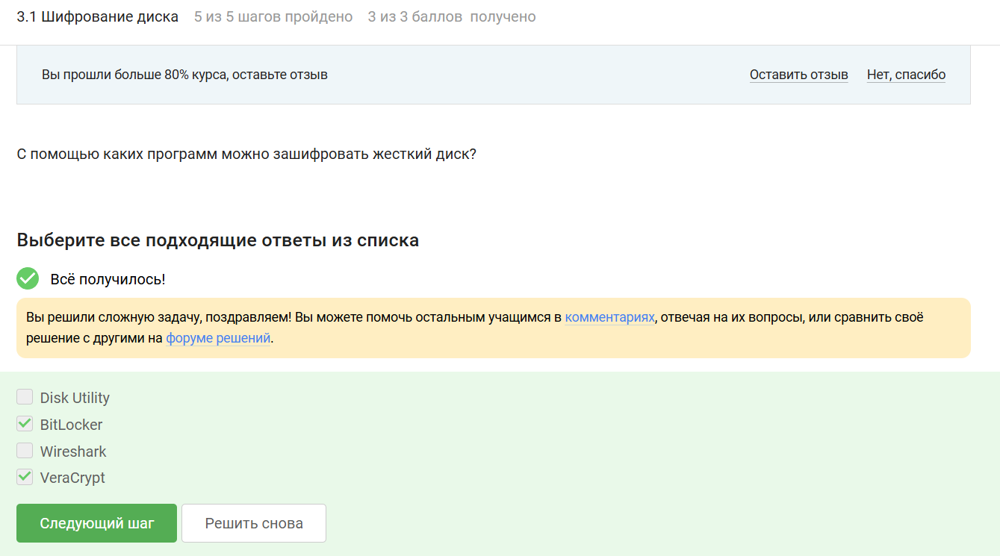 3.1 Шифрование диска 5 из 5 шагов пройдено 3 из 3 баллов получено
Вы прошли больше 80% курса, оставьте отзыв Оставить отзыв Нет, спасибо
С помощью каких программ можно зашифровать жесткий диск?
Выберите все подходящие ответы из списка
Всё получилось!
Вы решили сложную задачу, поздравляем! Вы можете помочь остальным учащимся в комментариях, отвечая на их вопросы, или сравнить своё
решение с другими на форуме решений.
Disk Utility
BitLocker
Wireshark
VeraCrypt
Следующий шаг Решить снова